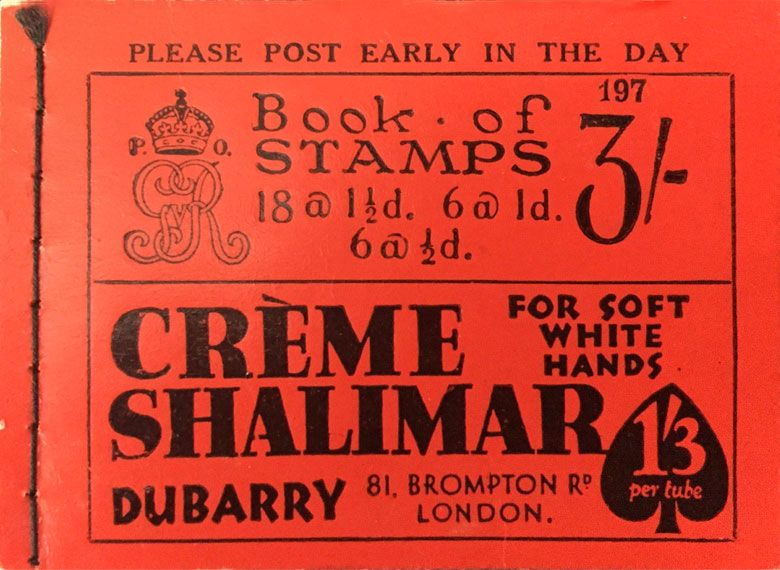 PLEASE POST EARLY IN THE DAY
P. O.
GVR
Book · of
STAMPS
18 @ 1½d. 6 @ 1d.
6 @ ½d.
197
3/-
CRÈME
SHALIMAR
FOR SOFT
WHITE
HANDS
1/3
per tube
DUBARRY
81, BROMPTON RD
LONDON.